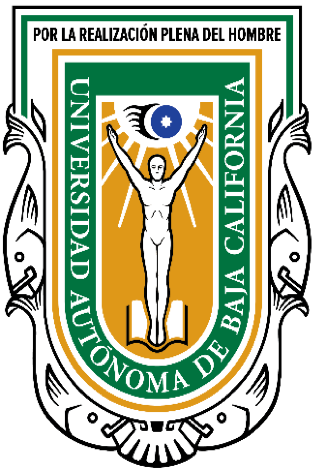 POR LA REALIZACIÓN PLENA DEL HOMBRE
UNIVERSIDAD AUTÓNOMA DE BAJA CALIFORNIA